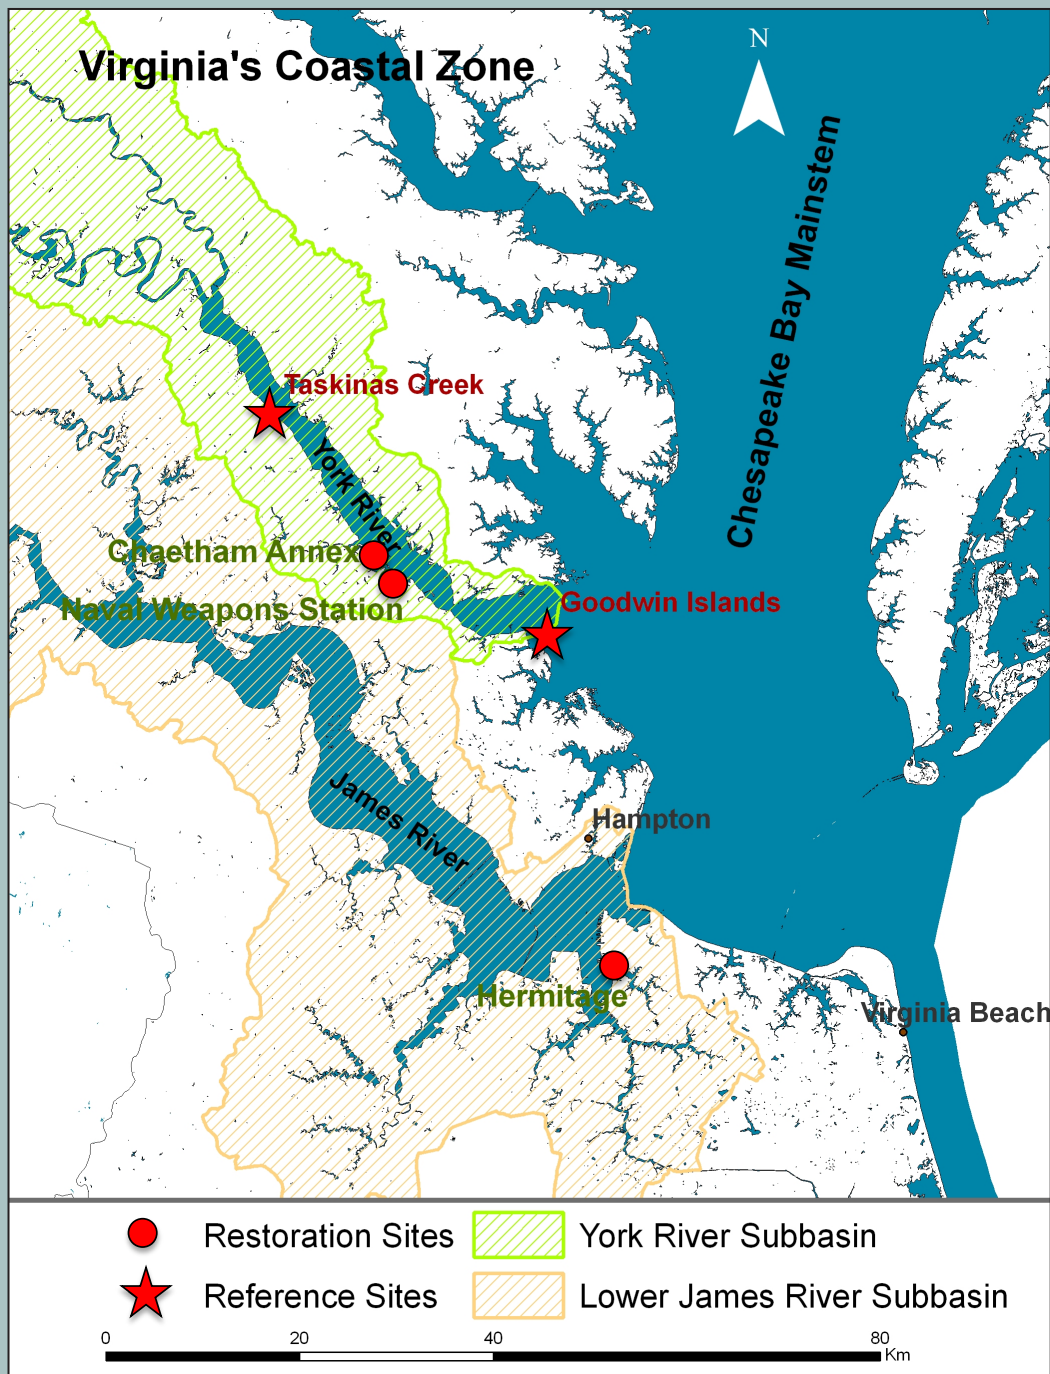 Virginia's Coastal Zone
N
Chesapeake Bay Mainstem
Taskinas Creek
York River
Chaetham Annex
Naval Weapons Station
Goodwin Islands
James River
Hampton
Hermitage
Virginia Beach
Restoration Sites
York River Subbasin
Reference Sites
Lower James River Subbasin
0 20 40 80
Km